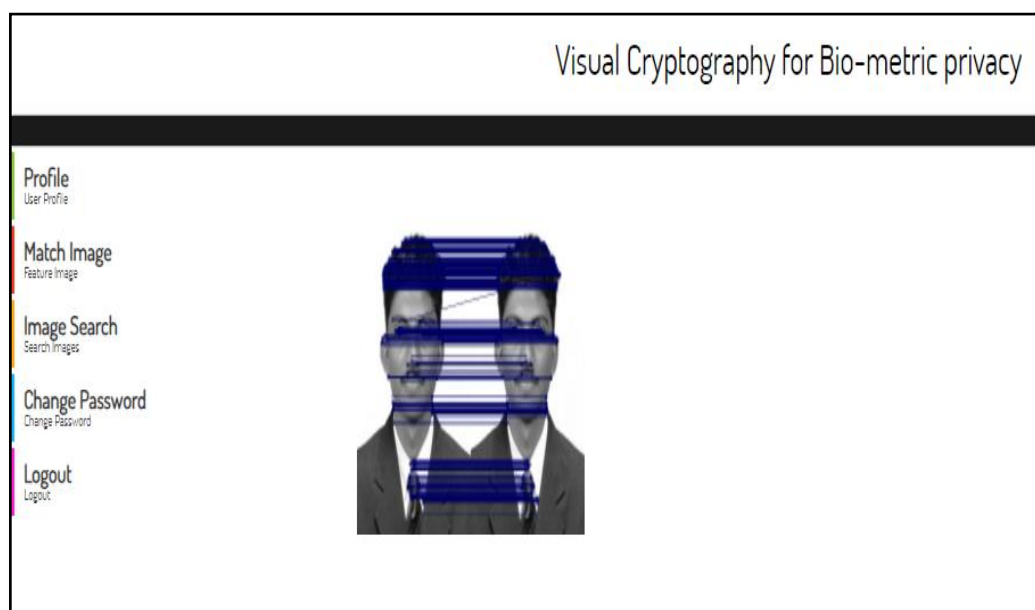 Visual Cryptography for Bio-metric privacy
Profile
User Profile
Match Image
Feature Image
Image Search
Search Images
Change Password
Change Password
Logout
Logout